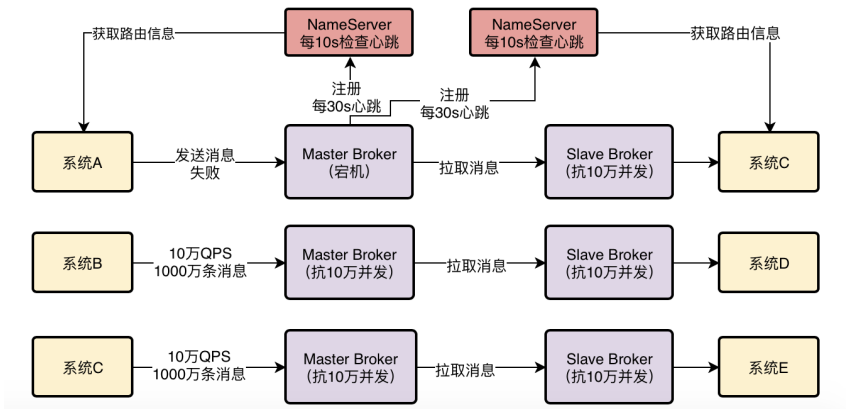 NameServer
每10s检查心跳
NameServer
每10s检查心跳
获取路由信息
获取路由信息
注册
每30s心跳
注册
每30s心跳
系统A
发送消息
失败
Master Broker
（宕机）
拉取消息
Slave Broker
（抗10万并发）
系统C
系统B
10万QPS
1000万条消息
Master Broker
（抗10万并发）
拉取消息
Slave Broker
（抗10万并发）
系统D
系统C
10万QPS
1000万条消息
Master Broker
（抗10万并发）
拉取消息
Slave Broker
（抗10万并发）
系统E